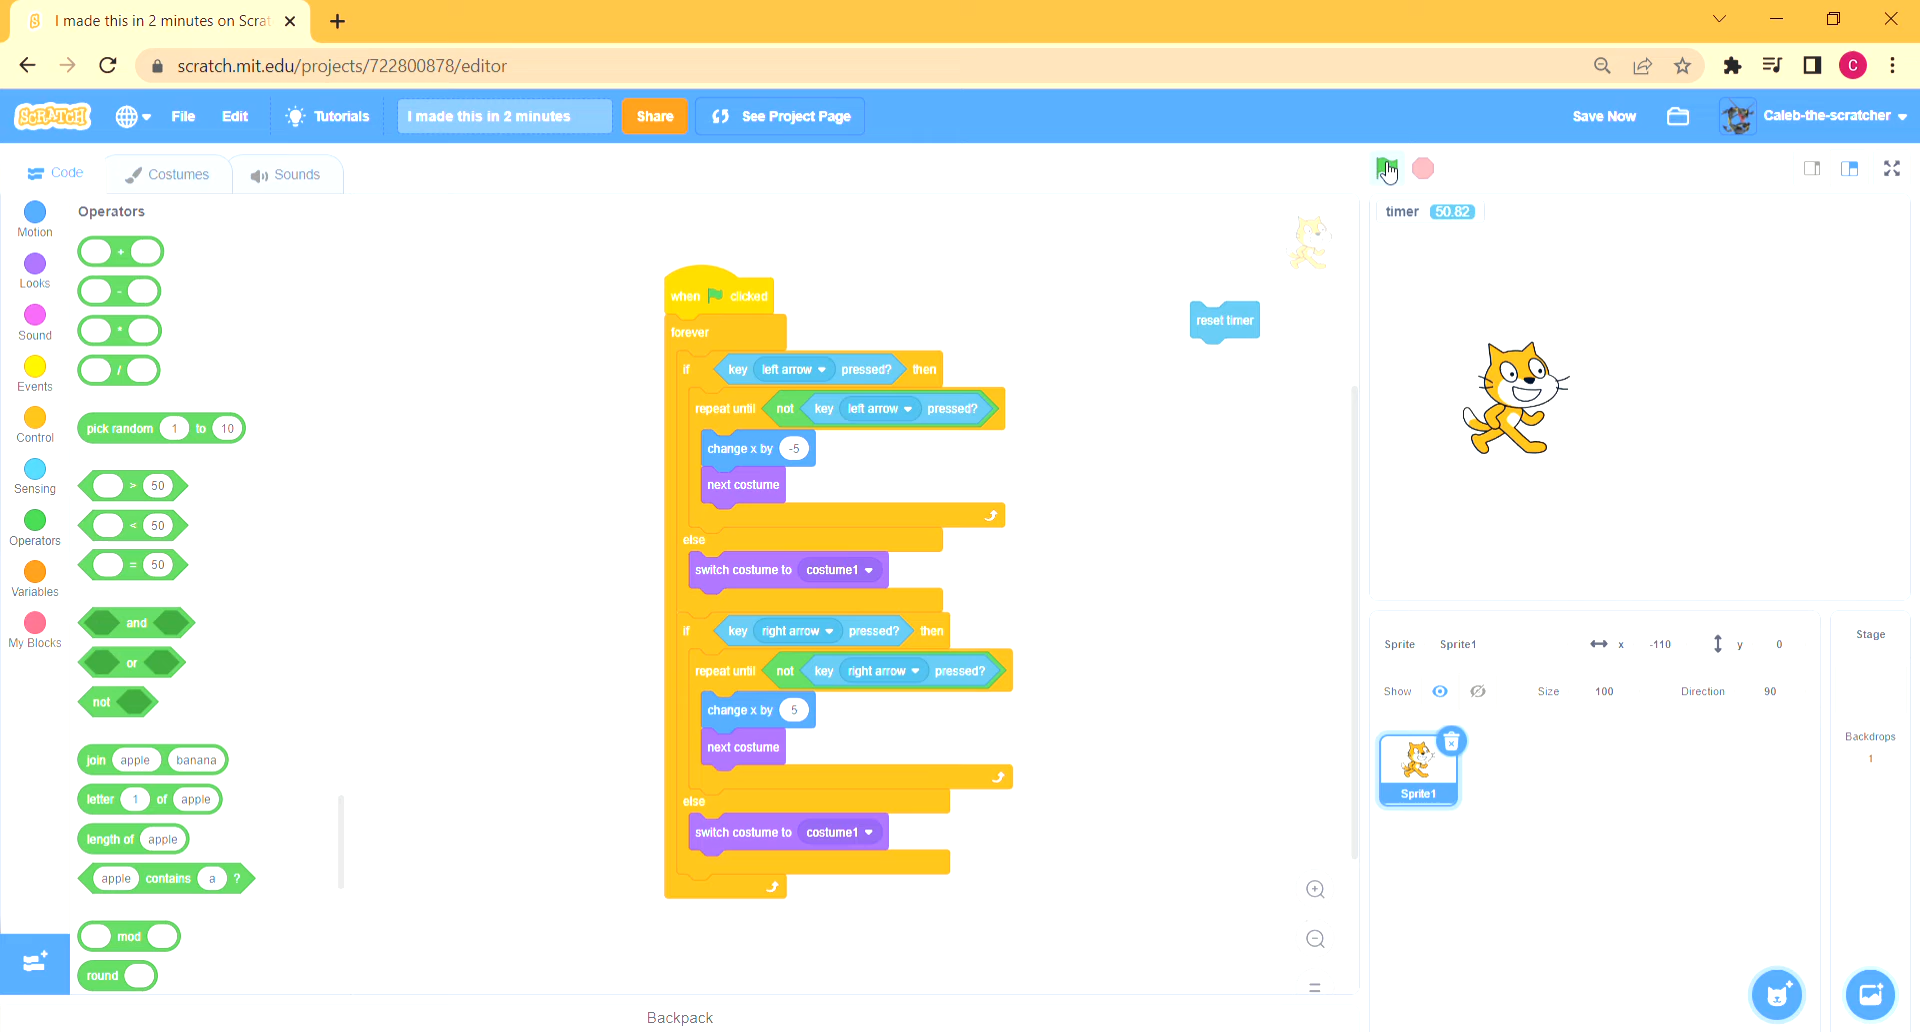 I made this in 2 minutes on Scrat
scratch.mit.edu/projects/722800878/editor
C
SCRATCH
File
Edit
Tutorials
I made this in 2 minutes
Share
See Project Page
Save Now
Caleb-the-scratcher
Code
Costumes
Sounds
Motion
Looks
Sound
Events
Control
Sensing
Operators
Variables
My Blocks
Operators
+
-
*
/
pick random 1 to 10
> 50
< 50
= 50
and
or
not
join apple banana
letter 1 of apple
length of apple
apple contains a ?
mod
round
when clicked
forever
if key left arrow pressed? then
repeat until not key left arrow pressed?
change x by -5
next costume
else
switch costume to costume1
if key right arrow pressed? then
repeat until not key right arrow pressed?
change x by 5
next costume
else
switch costume to costume1
reset timer
=
Backpack
timer 50.82
Sprite Sprite1 x -110 y 0
Show Size 100 Direction 90
Sprite1
Stage
Backdrops
1